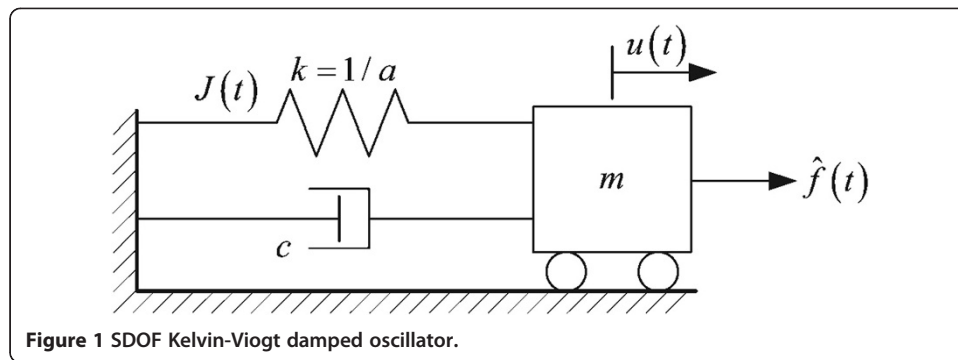 u(t)
J(t)
k = 1/a
m
f̂(t)
c
Figure 1 SDOF Kelvin-Viogt damped oscillator.